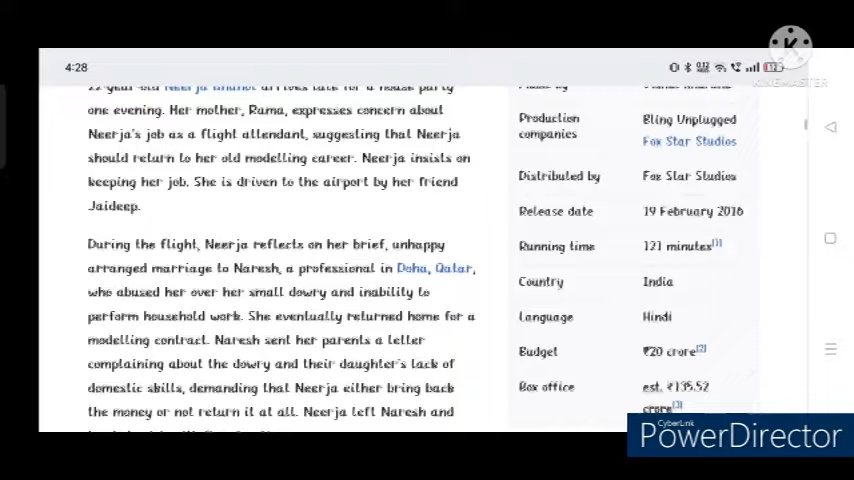 4:28
22-year-old Neerja Bhanot arrives late for a house party
one evening. Her mother, Rama, expresses concern about
Neerja's job as a flight attendant, suggesting that Neerja
should return to her old modelling career. Neerja insists on
keeping her job. She is driven to the airport by her friend
Jaideep.
During the flight, Neerja reflects on her brief, unhappy
arranged marriage to Naresh, a professional in Doha, Qatar,
who abused her over her small dowry and inability to
perform household work. She eventually returned home for a
modelling contract. Naresh sent her parents a letter
complaining about the dowry and their daughter's lack of
domestic skills, demanding that Neerja either bring back
the money or not return it at all. Neerja left Naresh and
Production
companies
Bling Unplugged
Fox Star Studios
Distributed by
Fox Star Studios
Release date
19 February 2016
Running time
121 minutes[1]
Country
India
Language
Hindi
Budget
₹20 crore[2]
Box office
est. ₹135.52
crore[3]
KINEMASTER
CyberLink
PowerDirector